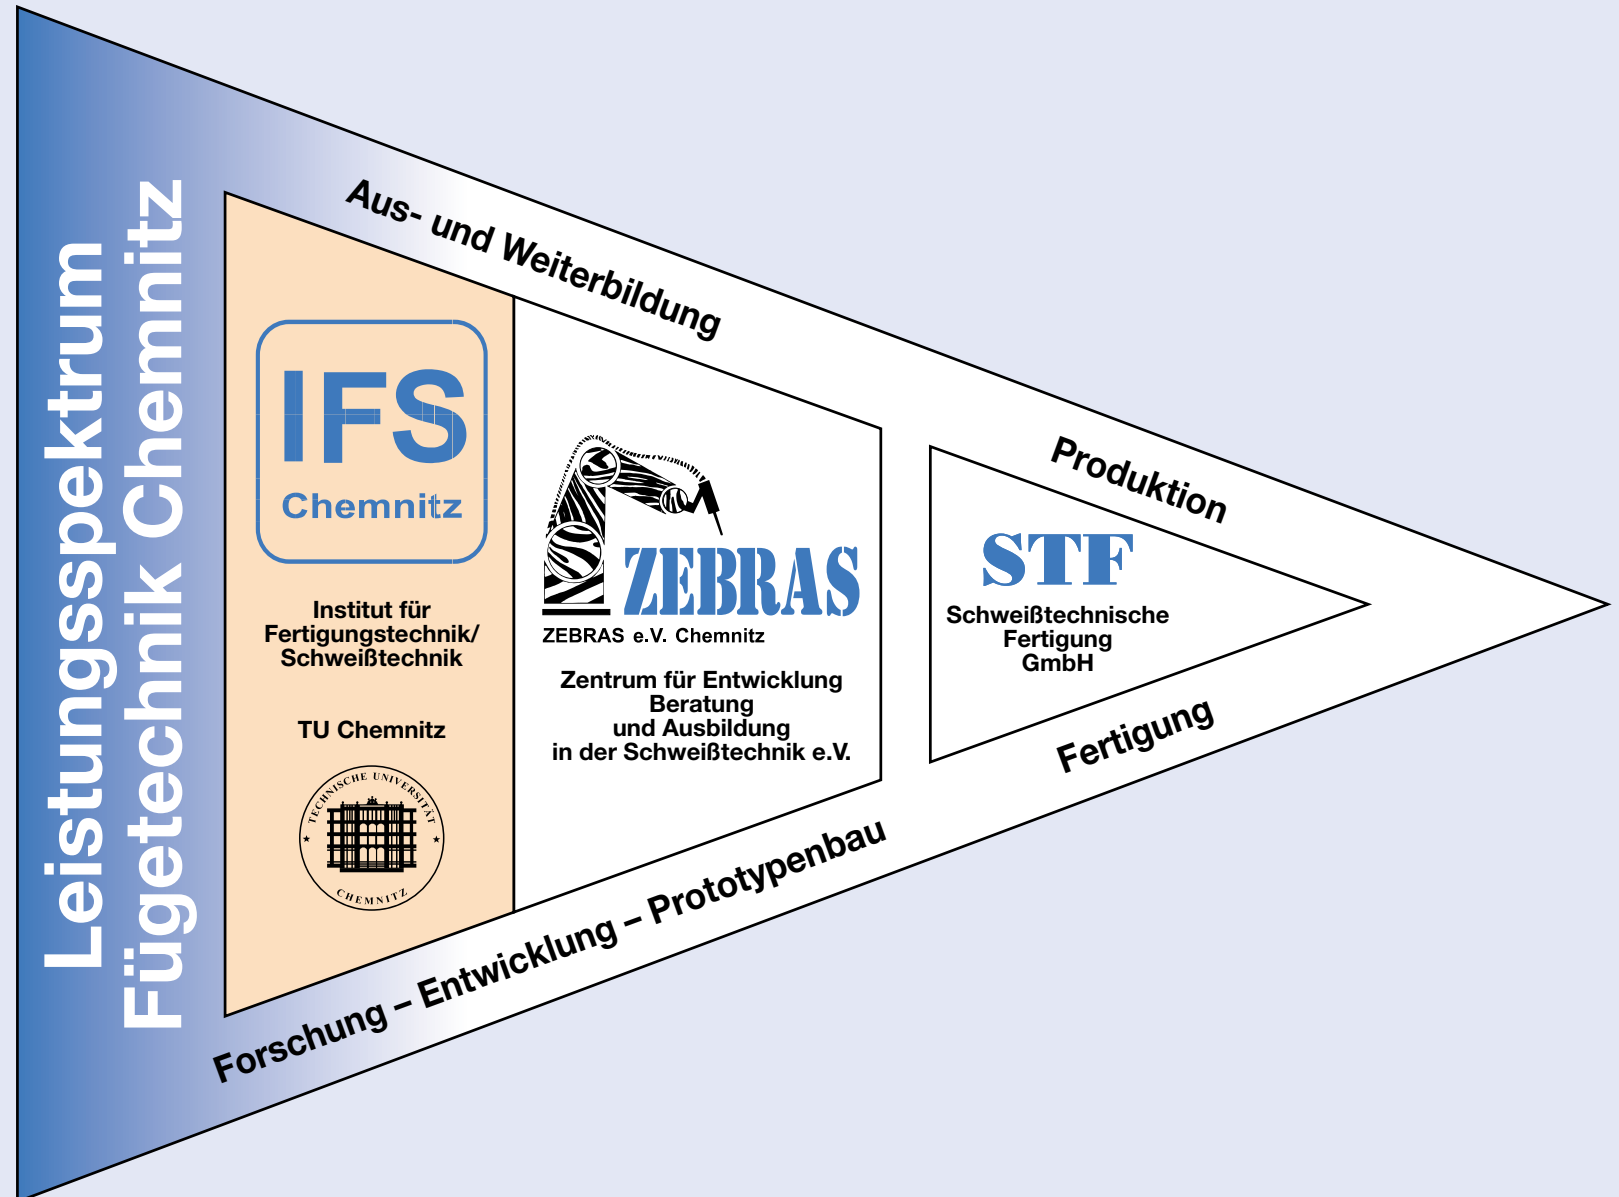 Leistungsspektrum
Fügetechnik Chemnitz
Aus- und Weiterbildung
Produktion
IFS
Chemnitz
Institut für
Fertigungstechnik/
Schweißtechnik
TU Chemnitz
TECHNISCHE UNIVERSITÄT
CHEMNITZ
ZEBRAS
ZEBRAS e.V. Chemnitz
Zentrum für Entwicklung
Beratung
und Ausbildung
in der Schweißtechnik e.V.
STF
Schweißtechnische
Fertigung
GmbH
Forschung – Entwicklung – Prototypenbau
Fertigung